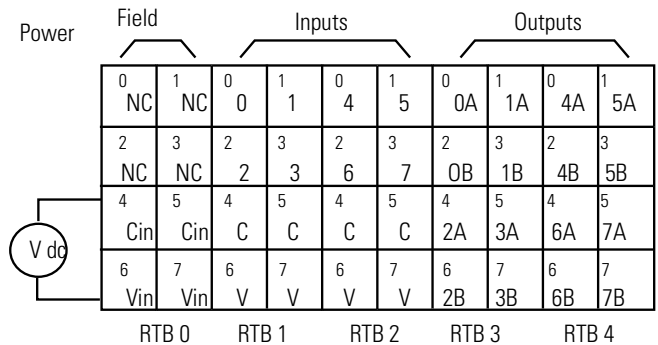 Power Field Inputs Outputs
0 1 0 1 0 1 0 1 0 1
NC NC 0 1 4 5 0A 1A 4A 5A
2 3 2 3 2 3 2 3 2 3
NC NC 2 3 6 7 0B 1B 4B 5B
4 5 4 5 4 5 4 5 4 5
Cin Cin C C C C 2A 3A 6A 7A
V dc
6 7 6 7 6 7 6 7 6 7
Vin Vin V V V V 2B 3B 6B 7B
RTB 0 RTB 1 RTB 2 RTB 3 RTB 4